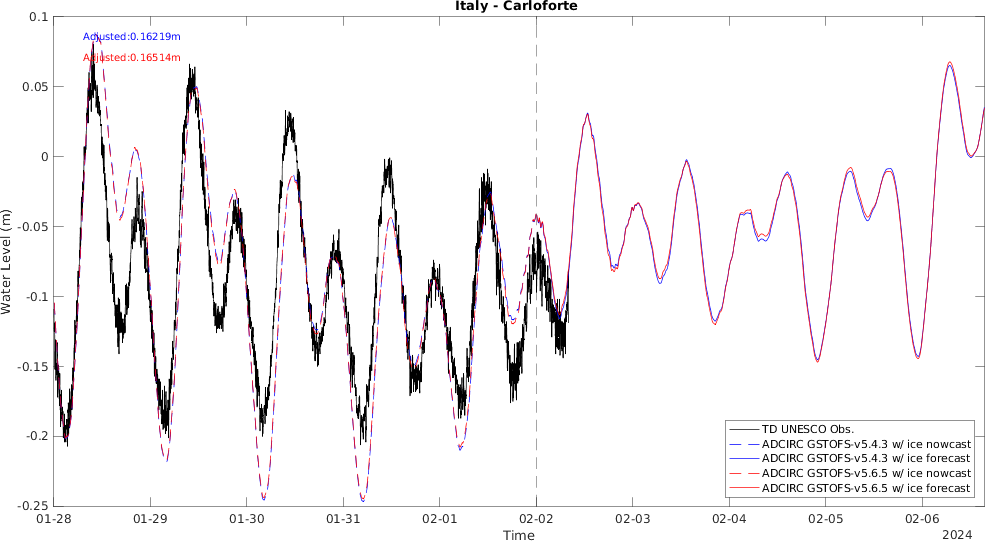 Italy - Carloforte
Adjusted:0.16219m
Adjusted:0.16514m
Water Level (m)
0.1
0.05
0
-0.05
-0.1
-0.15
-0.2
-0.25
01-28
01-29
01-30
01-31
02-01
02-02
02-03
02-04
02-05
02-06
Time
2024
TD UNESCO Obs.
ADCIRC GSTOFS-v5.4.3 w/ ice nowcast
ADCIRC GSTOFS-v5.4.3 w/ ice forecast
ADCIRC GSTOFS-v5.6.5 w/ ice nowcast
ADCIRC GSTOFS-v5.6.5 w/ ice forecast